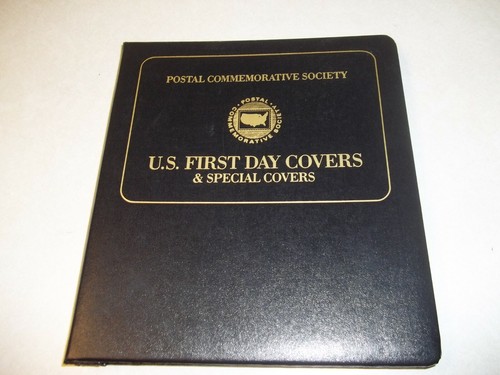 POSTAL COMMEMORATIVE SOCIETY
POSTAL
COMMEMORATIVE SOCIETY
U.S. FIRST DAY COVERS
& SPECIAL COVERS